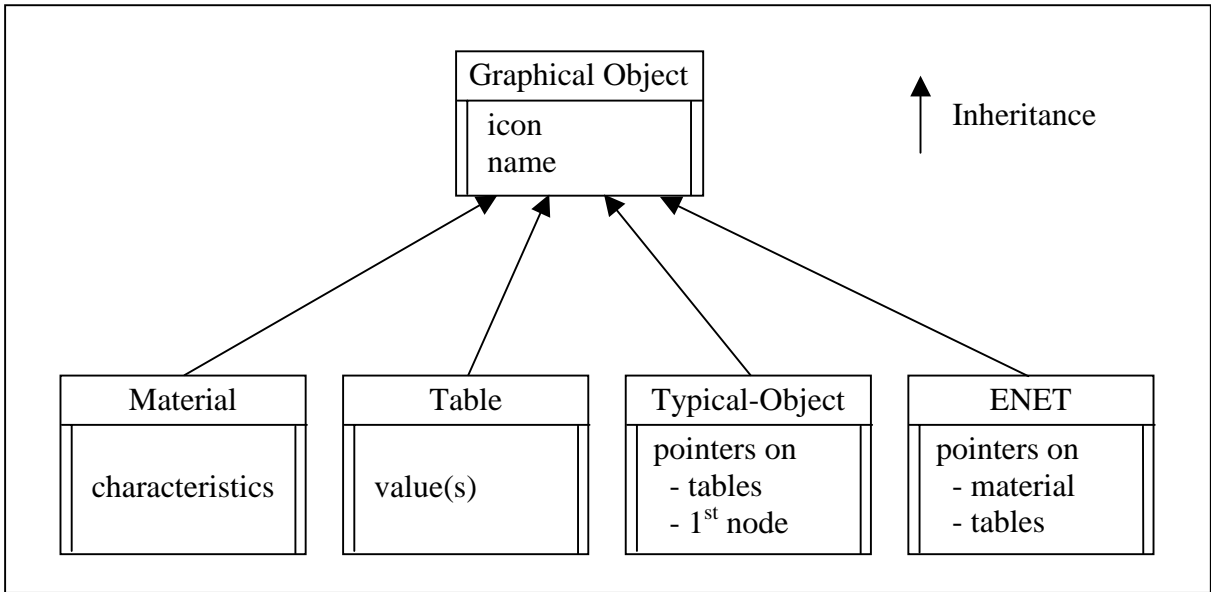 Graphical Object
icon
name
Inheritance
Material
characteristics
Table
value(s)
Typical-Object
pointers on
- tables
- 1st node
ENET
pointers on
- material
- tables